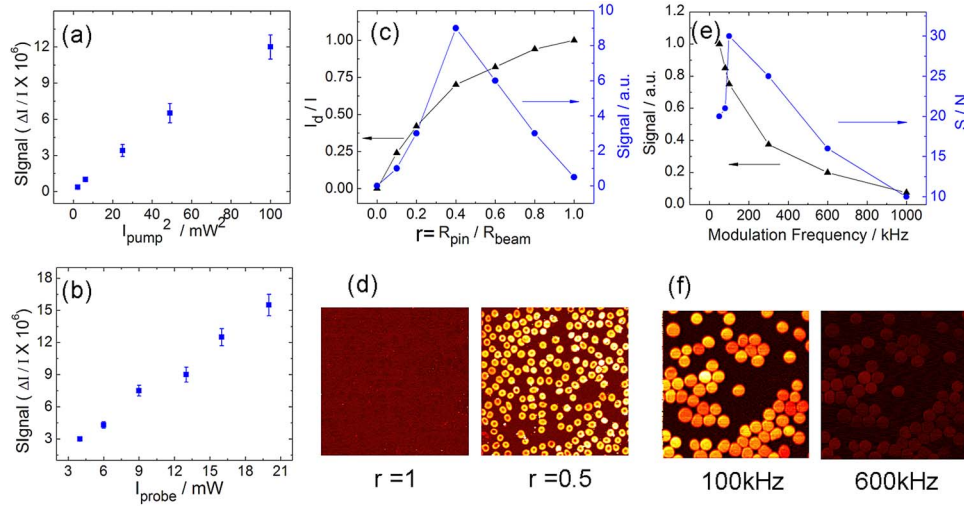 (a)
SIgnal ( ΔI / I X 10⁶)
12
9
6
3
0
0 20 40 60 80 100
I_pump² / mW²
(b)
SIgnal ( ΔI / I X 10⁶)
18
15
12
9
6
3
3 6 9 12 15 18 21
I_probe / mW
(c)
I_d / I
1.00
0.75
0.50
0.25
0.00
0.0 0.2 0.4 0.6 0.8 1.0
r= R_pin / R_beam
10
9
8
7
6
5
4
3
2
1
0
Signal / a.u.
(d)
r =1
r =0.5
(e)
Signal / a.u.
1.2
1.0
0.8
0.6
0.4
0.2
0.0
0 200 400 600 800 1000
Modulation Frequency / kHz
30
25
20
15
10
S / N
(f)
100kHz
600kHz